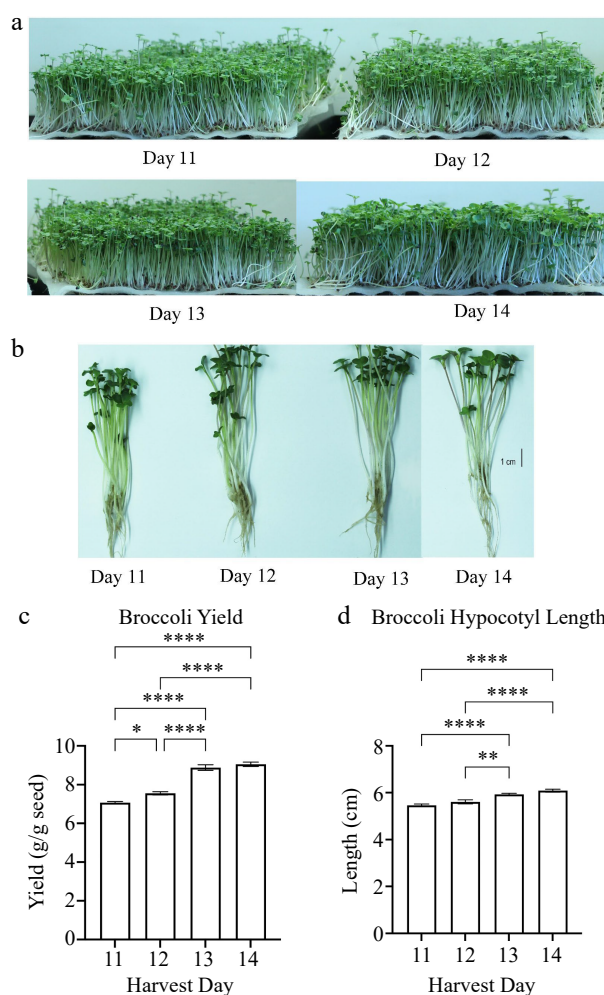 a
Day 11
Day 12
Day 13
Day 14
b
1 cm
Day 11
Day 12
Day 13
Day 14
c
Broccoli Yield
****
****
****
* ****
10
8
6
4
2
0
Yield (g/g seed)
11 12 13 14
Harvest Day
d
Broccoli Hypocotyl Length
****
****
****
**
8
6
4
2
0
Length (cm)
11 12 13 14
Harvest Day